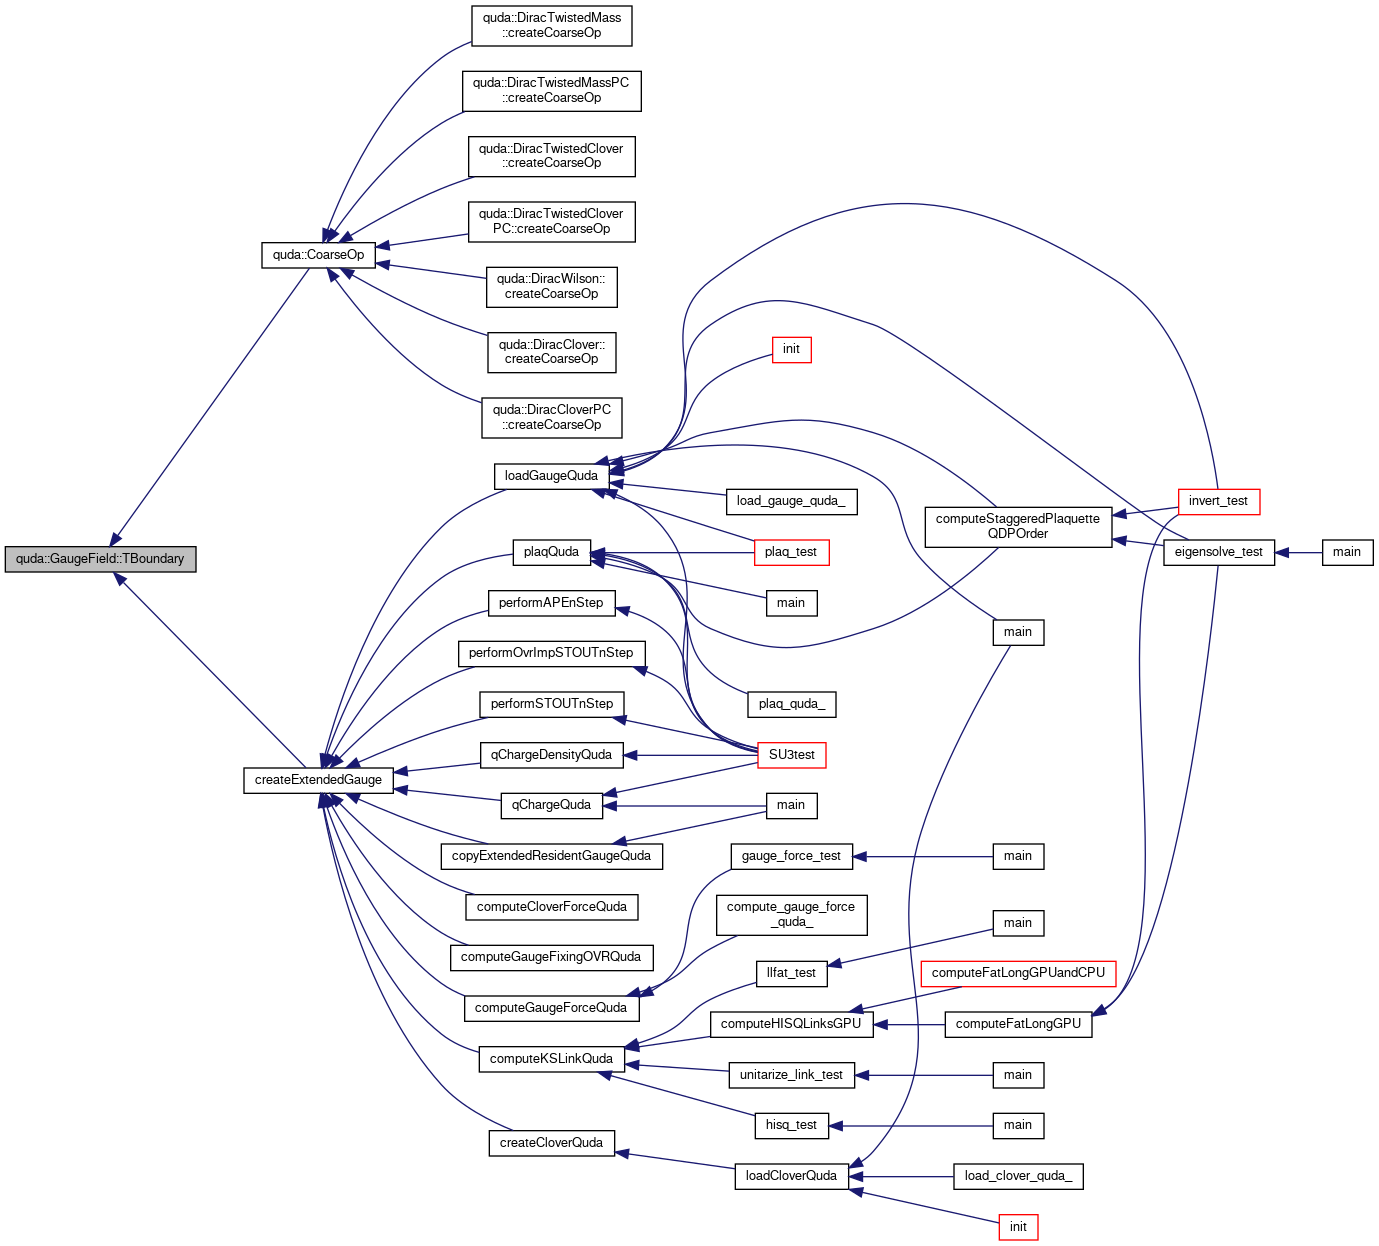 quda::DiracTwistedMass
::createCoarseOp
quda::DiracTwistedMassPC
::createCoarseOp
quda::DiracTwistedClover
::createCoarseOp
quda::DiracTwistedClover
PC::createCoarseOp
quda::CoarseOp
quda::DiracWilson::
createCoarseOp
quda::DiracClover::
createCoarseOp
quda::DiracCloverPC
::createCoarseOp
init
loadGaugeQuda
load_gauge_quda_
computeStaggeredPlaquette
QDPOrder
invert_test
quda::GaugeField::TBoundary
plaqQuda
plaq_test
eigensolve_test
main
performAPEnStep
main
main
performOvrImpSTOUTnStep
performSTOUTnStep
plaq_quda_
qChargeDensityQuda
SU3test
createExtendedGauge
qChargeQuda
main
copyExtendedResidentGaugeQuda
gauge_force_test
main
computeCloverForceQuda
compute_gauge_force
_quda_
main
computeGaugeFixingOVRQuda
llfat_test
computeFatLongGPUandCPU
computeGaugeForceQuda
computeHISQLinksGPU
computeFatLongGPU
computeKSLinkQuda
unitarize_link_test
main
hisq_test
main
createCloverQuda
loadCloverQuda
load_clover_quda_
init